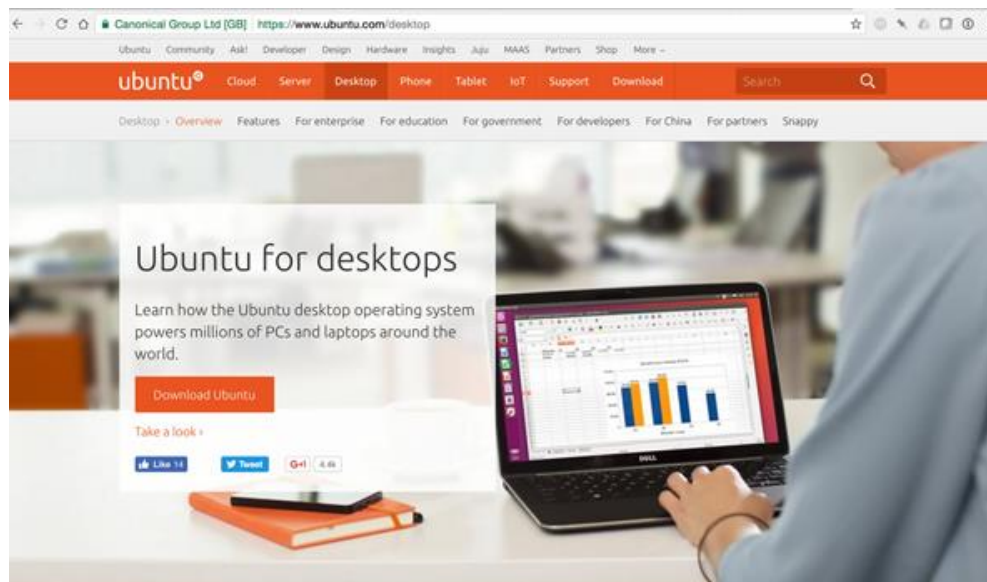 Canonical Group Ltd [GB] https://www.ubuntu.com/desktop
Ubuntu Community Ask! Developer Design Hardware Insights Juju MAAS Partners Shop More
ubuntu Cloud Server Desktop Phone Tablet IoT Support Download Search
Desktop › Overview Features For enterprise For education For government For developers For China For partners Snappy
Ubuntu for desktops
Learn how the Ubuntu desktop operating system
powers millions of PCs and laptops around the
world.
Download Ubuntu
Take a look ›
Like 14 Tweet G+1 4.4k
DELL